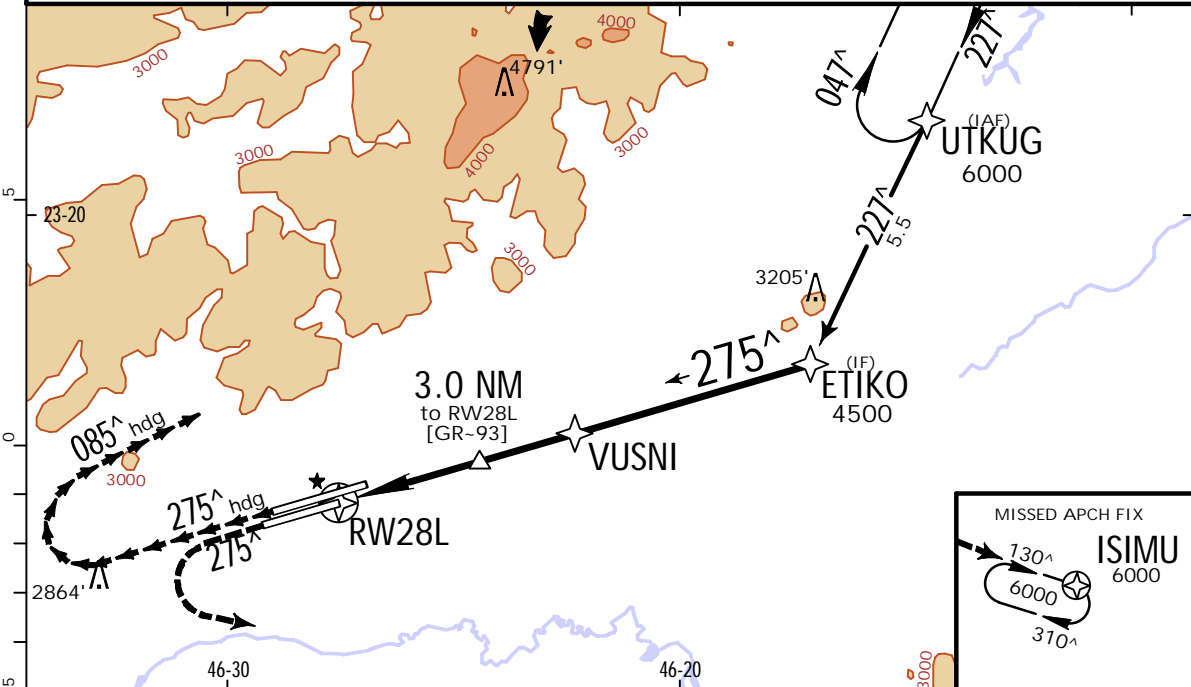 4000
4791'
3000
047^
227^
(IAF)
UTKUG
6000
3000
3000
4000
5
23-20
227^
5.5
3000
3205'
275^
(IF)
ETIKO
4500
3.0 NM
to RW28L
[GR~93]
VUSNI
0
085^ hdg
3000
275^ hdg
275^
RW28L
2864'
MISSED APCH FIX
ISIMU
6000
130^
6000
310^
46-30
46-20
3000
5